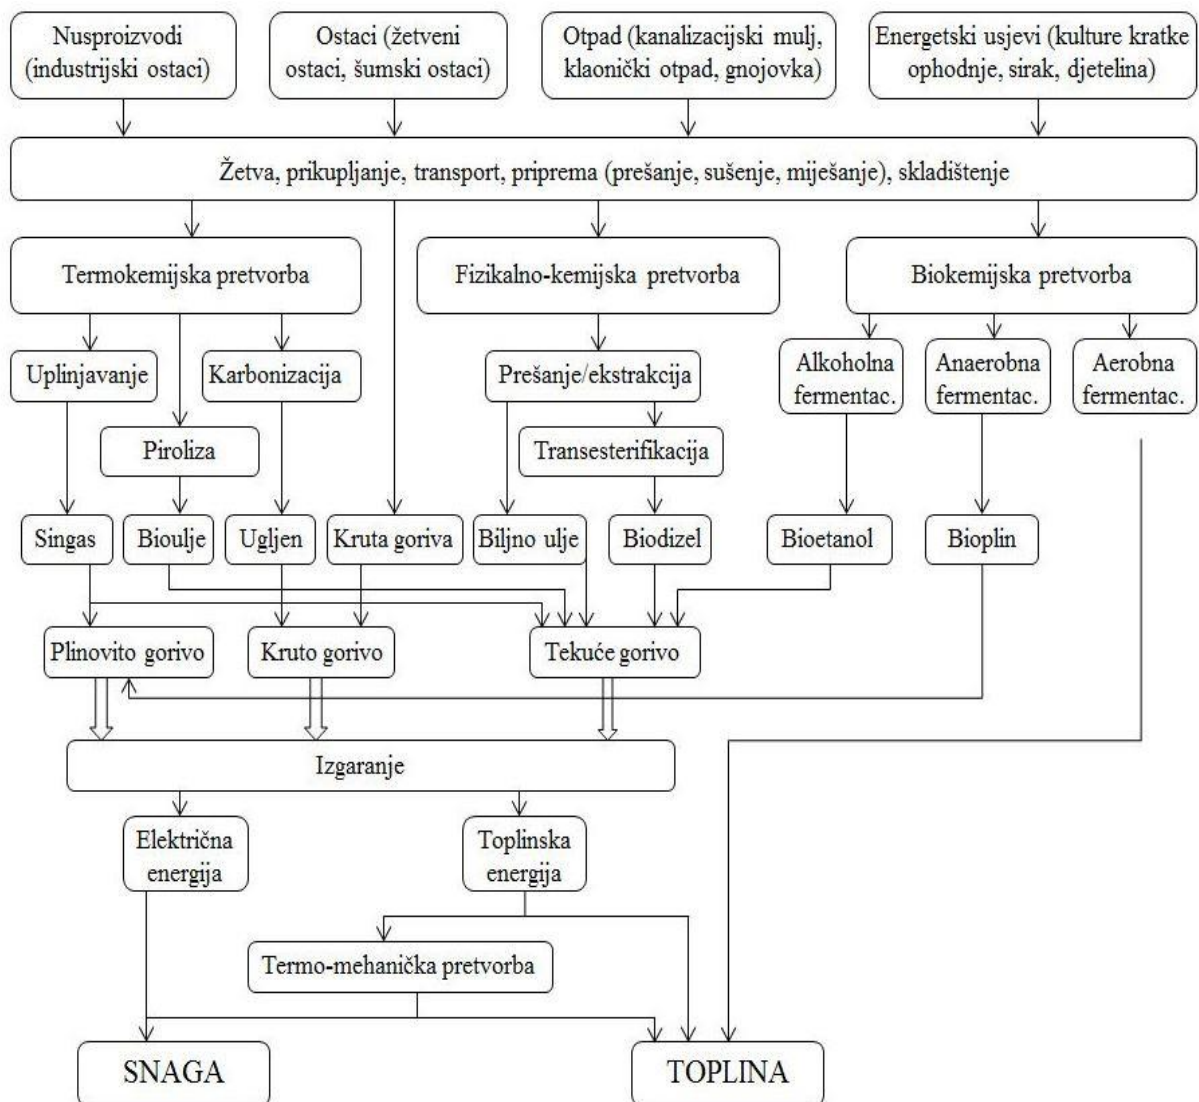 Nusproizvodi
(industrijski ostaci)
Ostaci (žetveni
ostaci, šumski ostaci)
Otpad (kanalizacijski mulj,
klaonički otpad, gnojovka)
Energetski usjevi (kulture kratke
ophodnje, sirak, djetelina)
Žetva, prikupljanje, transport, priprema (prešanje, sušenje, miješanje), skladištenje
Termokemijska pretvorba
Fizikalno-kemijska pretvorba
Biokemijska pretvorba
Uplinjavanje
Karbonizacija
Prešanje/ekstrakcija
Alkoholna
fermentac.
Anaerobna
fermentac.
Aerobna
fermentac.
Piroliza
Transesterifikacija
Singas
Bioulje
Ugljen
Kruta goriva
Biljno ulje
Biodizel
Bioetanol
Bioplin
Plinovito gorivo
Kruto gorivo
Tekuće gorivo
Izgaranje
Električna
energija
Toplinska
energija
Termo-mehanička pretvorba
SNAGA
TOPLINA